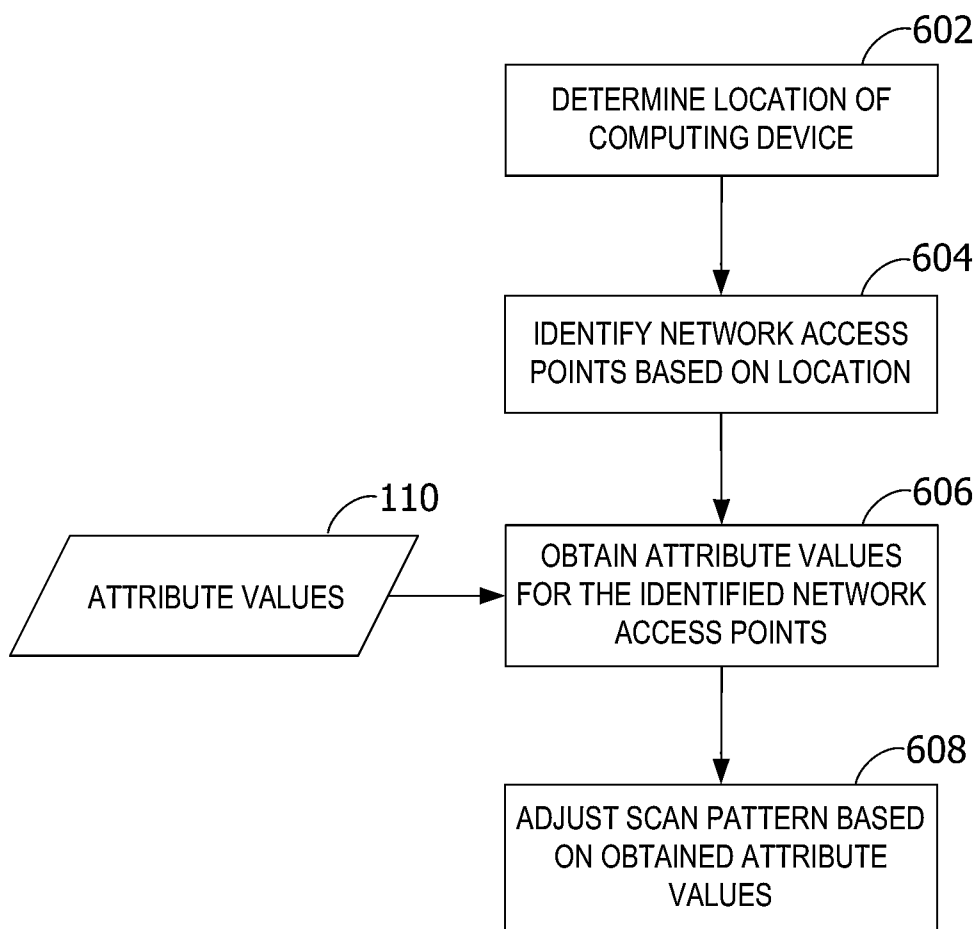 602
DETERMINE LOCATION OF
COMPUTING DEVICE
604
IDENTIFY NETWORK ACCESS
POINTS BASED ON LOCATION
110
ATTRIBUTE VALUES
606
OBTAIN ATTRIBUTE VALUES
FOR THE IDENTIFIED NETWORK
ACCESS POINTS
608
ADJUST SCAN PATTERN BASED
ON OBTAINED ATTRIBUTE
VALUES